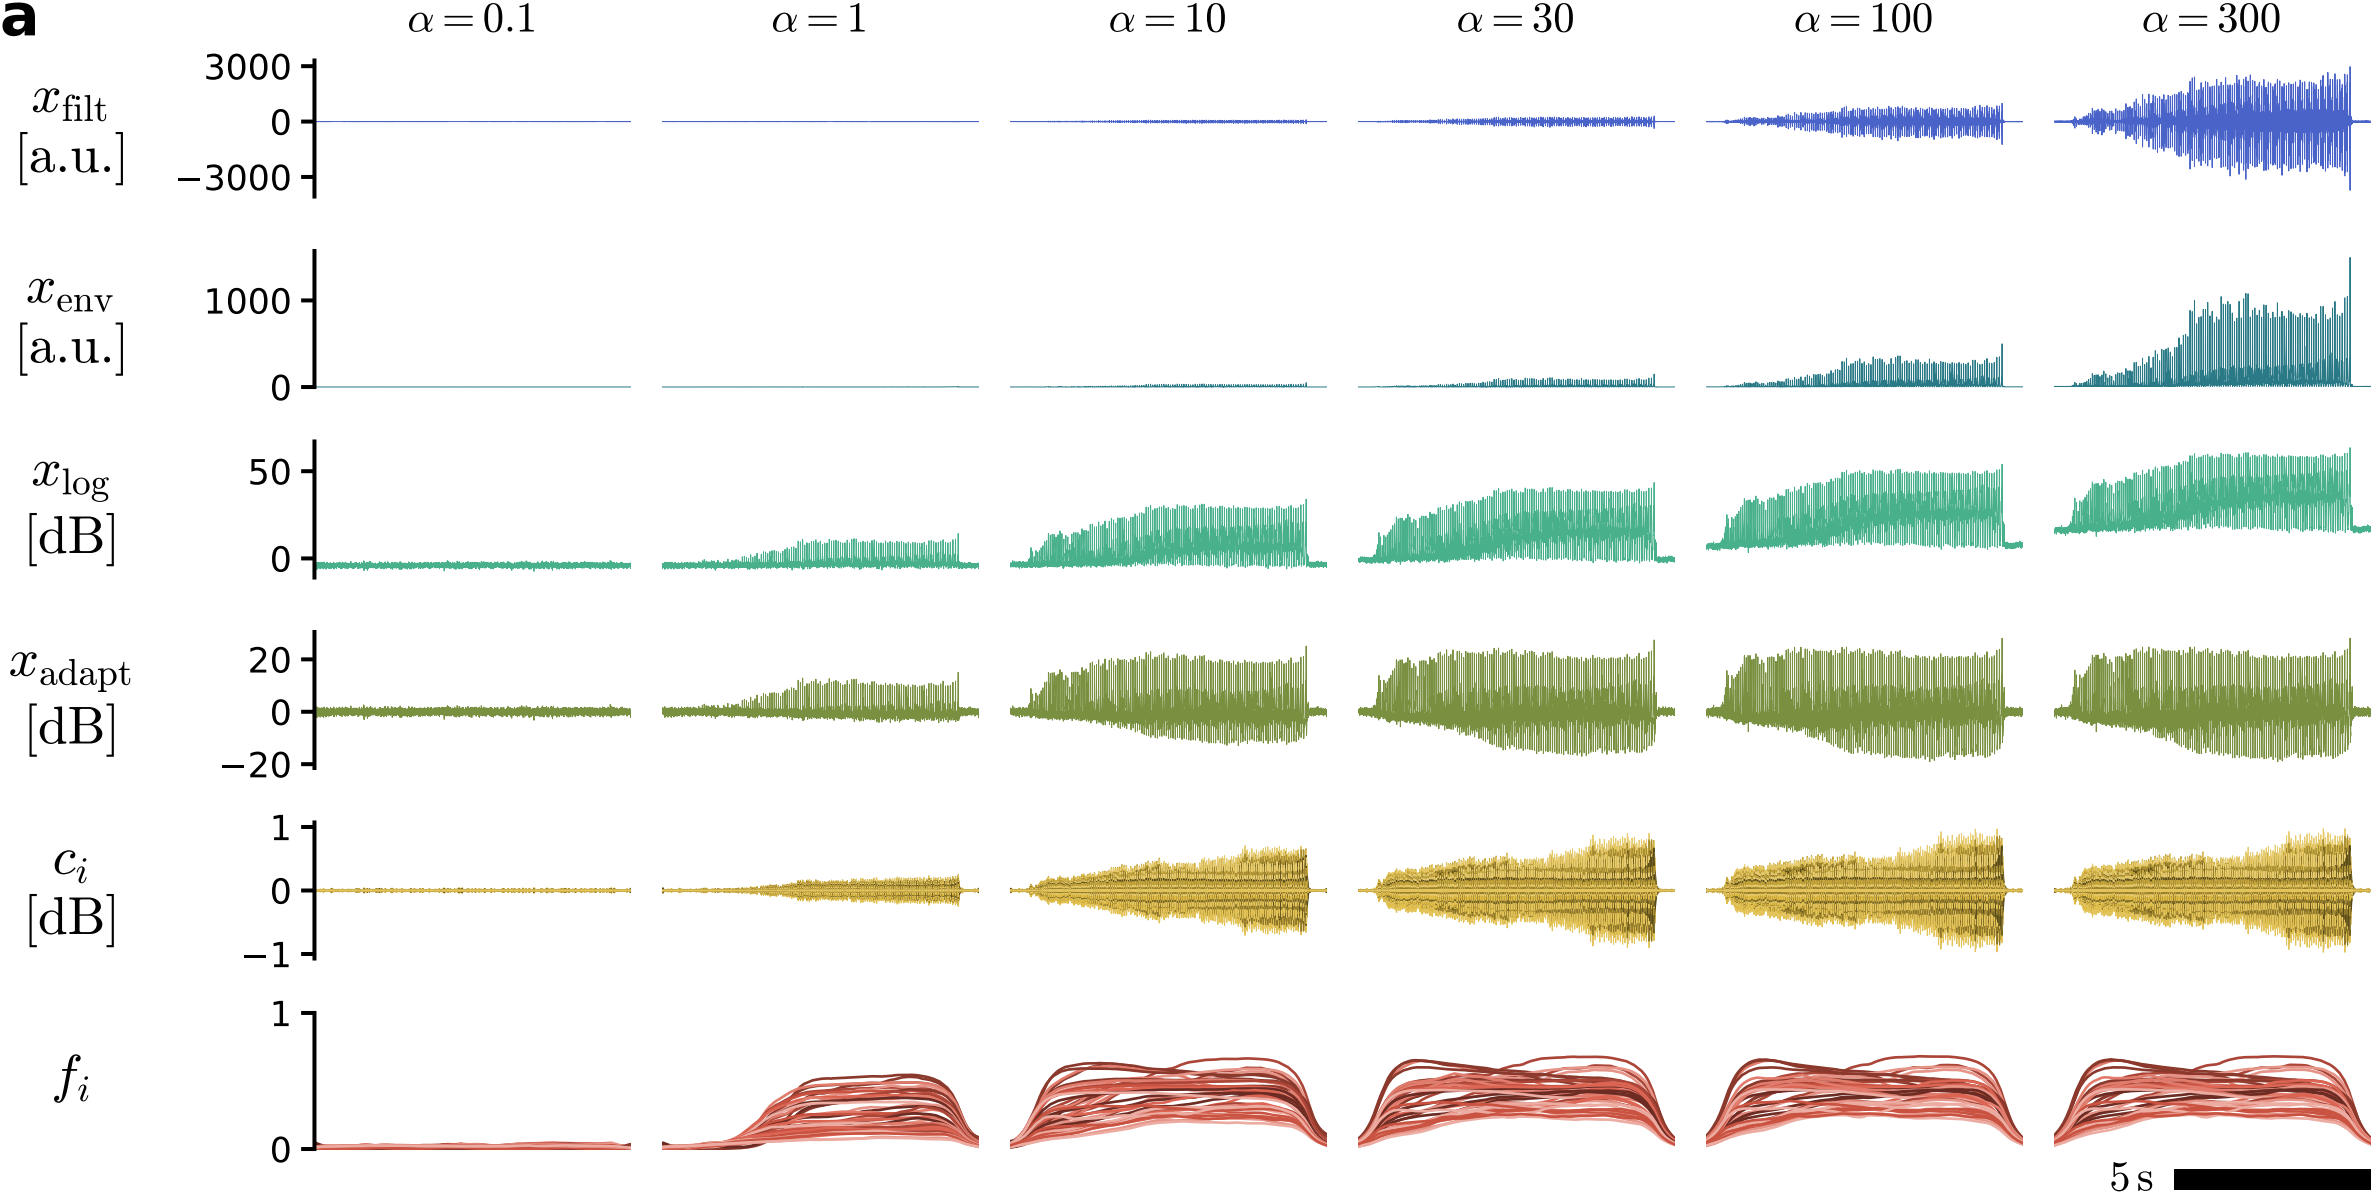 a
α = 0.1 α = 1 α = 10 α = 30 α = 100 α = 300
x_filt
[a.u.]
3000
0
−3000
x_env
[a.u.]
1000
0
x_log
[dB]
50
0
x_adapt
[dB]
20
0
−20
c_i
[dB]
1
0
−1
f_i
1
0
5 s